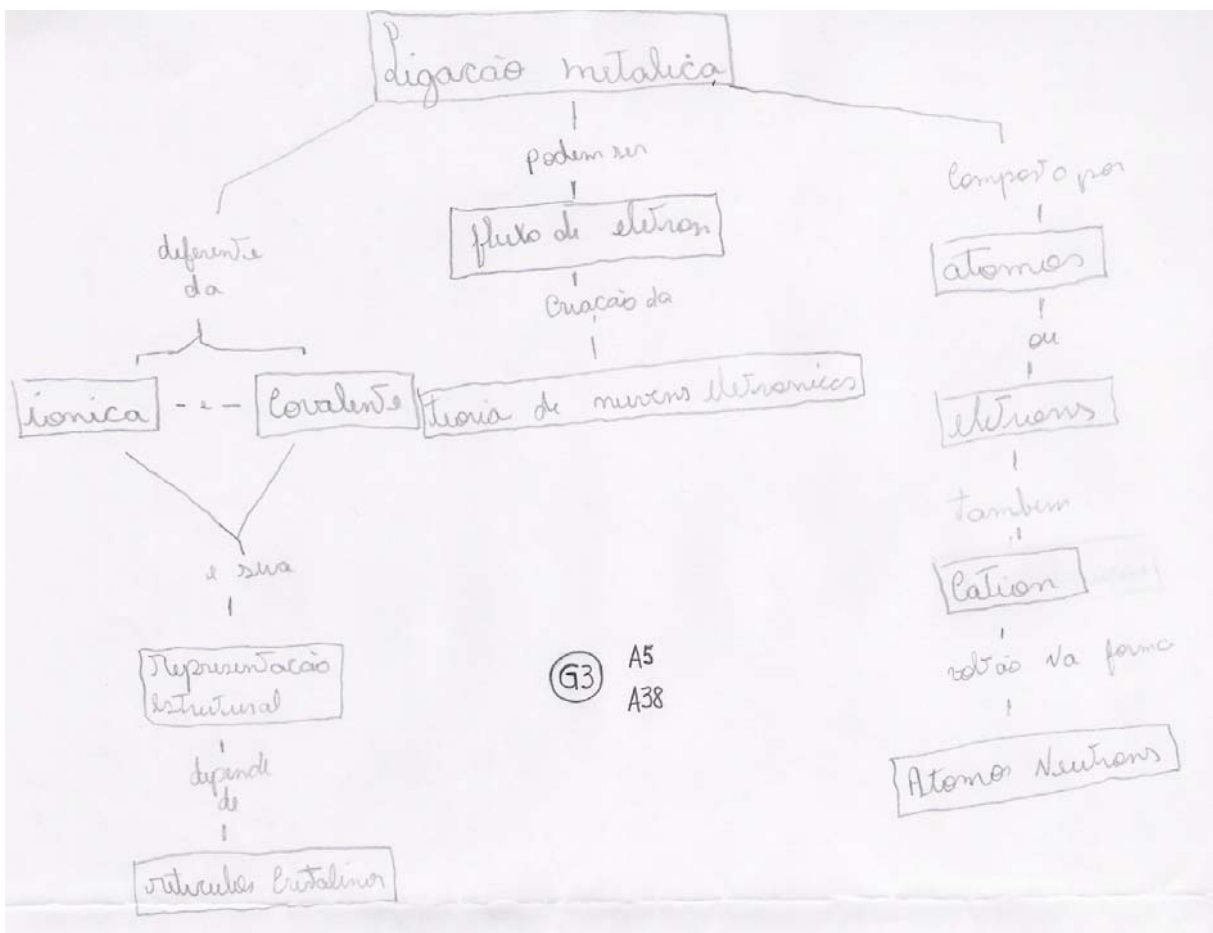 Ligacão metalica
podem ser
fluxo de eletron
Criação da
teoria de nuvens eletronicas
diferente
da
ionica - e - Covalente
e sua
representacão
estrutural
depende
de
reticulos Cristalinos
Composto por
atomos
ou
eletrons
tambem
Cation
voltão na forma
Atomos Neutrons
G3 A5
A38